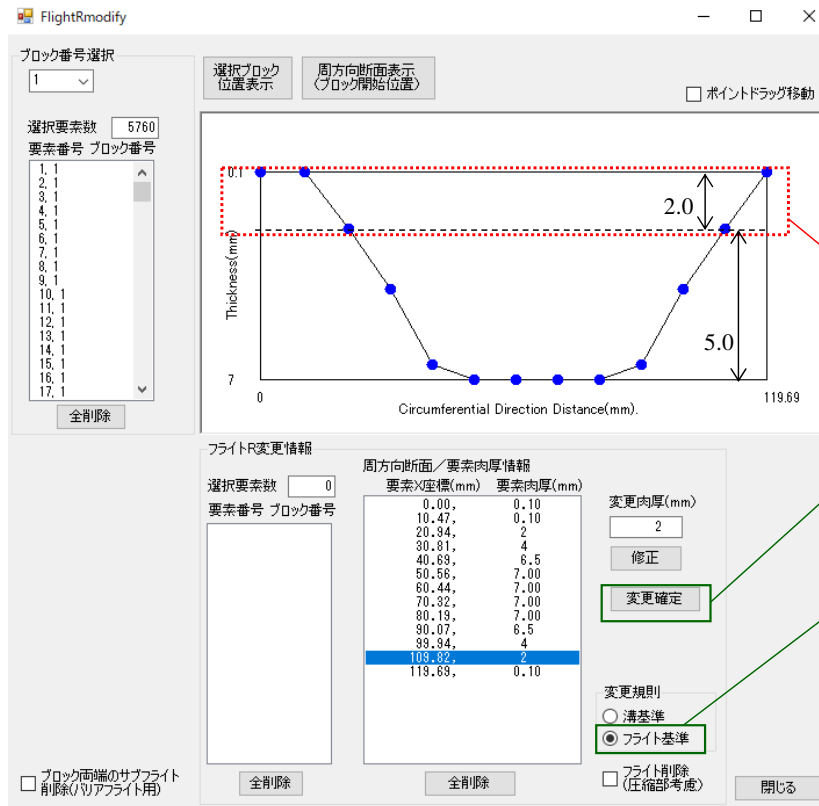 FlightRmodify
ブロック番号選択
1
選択要素数 5760
要素番号 ブロック番号
1, 1
2, 1
3, 1
4, 1
5, 1
6, 1
7, 1
8, 1
9, 1
10, 1
11, 1
12, 1
13, 1
14, 1
15, 1
16, 1
17, 1
全削除
選択ブロック
位置表示
周方向断面表示
(ブロック開始位置)
ポイントドラッグ移動
0.1
2.0
Thickness(mm)
5.0
7
0
119.69
Circumferential Direction Distance(mm).
フライトR変更情報
選択要素数 0
要素番号 ブロック番号
全削除
周方向断面/要素肉厚情報
要素X座標(mm) 要素肉厚(mm)
0.00, 0.10
10.47, 0.10
20.94, 2
30.81, 4
40.69, 6.5
50.56, 7.00
60.44, 7.00
70.32, 7.00
80.19, 7.00
90.07, 6.5
99.94, 4
109.82, 2
119.69, 0.10
全削除
変更肉厚(mm)
2
修正
変更確定
変更規則
溝基準
フライト基準
フライト削除
(圧縮部考慮)
ブロック両端のサブフライト
削除(バリアフライト用)
閉じる